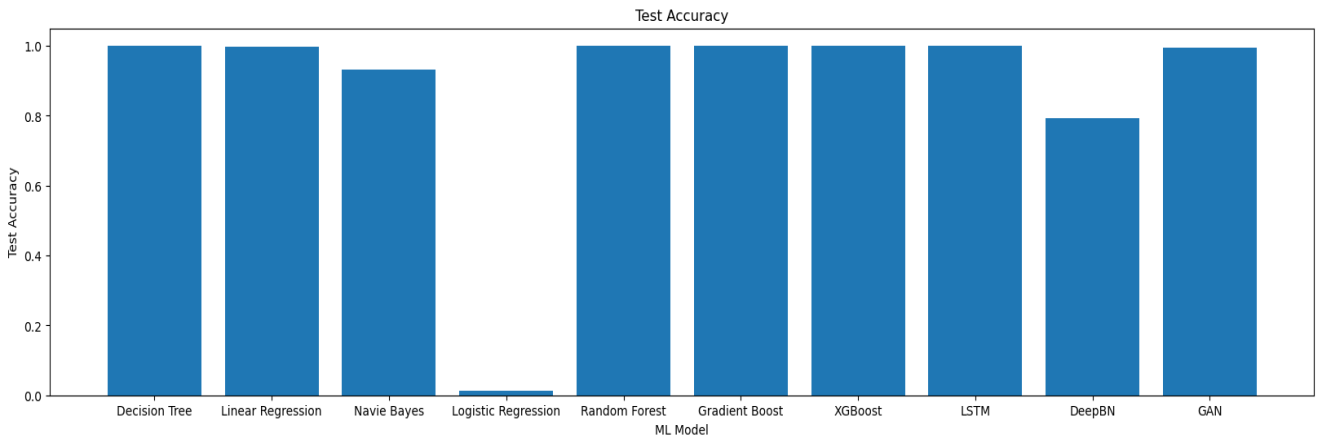 Test Accuracy
Test Accuracy
1.0
0.8
0.6
0.4
0.2
0.0
Decision Tree Linear Regression Navie Bayes Logistic Regression Random Forest Gradient Boost XGBoost LSTM DeepBN GAN
ML Model